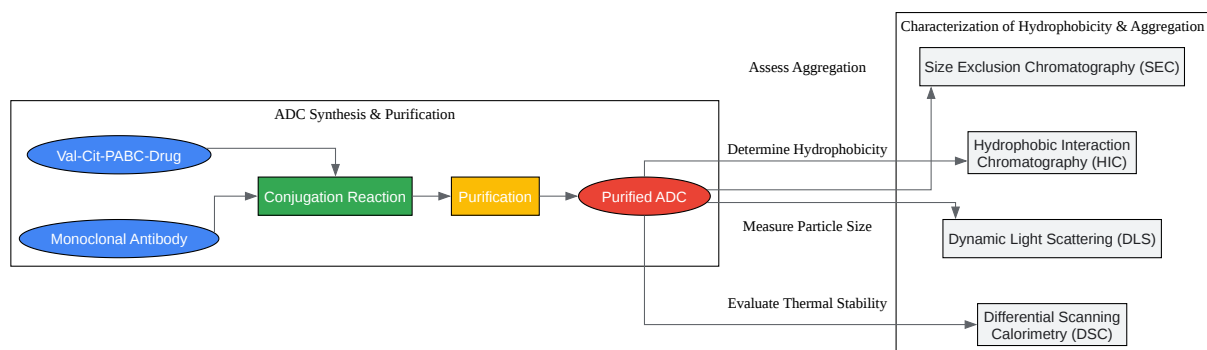 Characterization of Hydrophobicity & Aggregation
Assess Aggregation
Size Exclusion Chromatography (SEC)
ADC Synthesis & Purification
Val-Cit-PABC-Drug
Determine Hydrophobicity
Hydrophobic Interaction
Chromatography (HIC)
Conjugation Reaction
Purification
Purified ADC
Monoclonal Antibody
Measure Particle Size
Dynamic Light Scattering (DLS)
Evaluate Thermal Stability
Differential Scanning
Calorimetry (DSC)